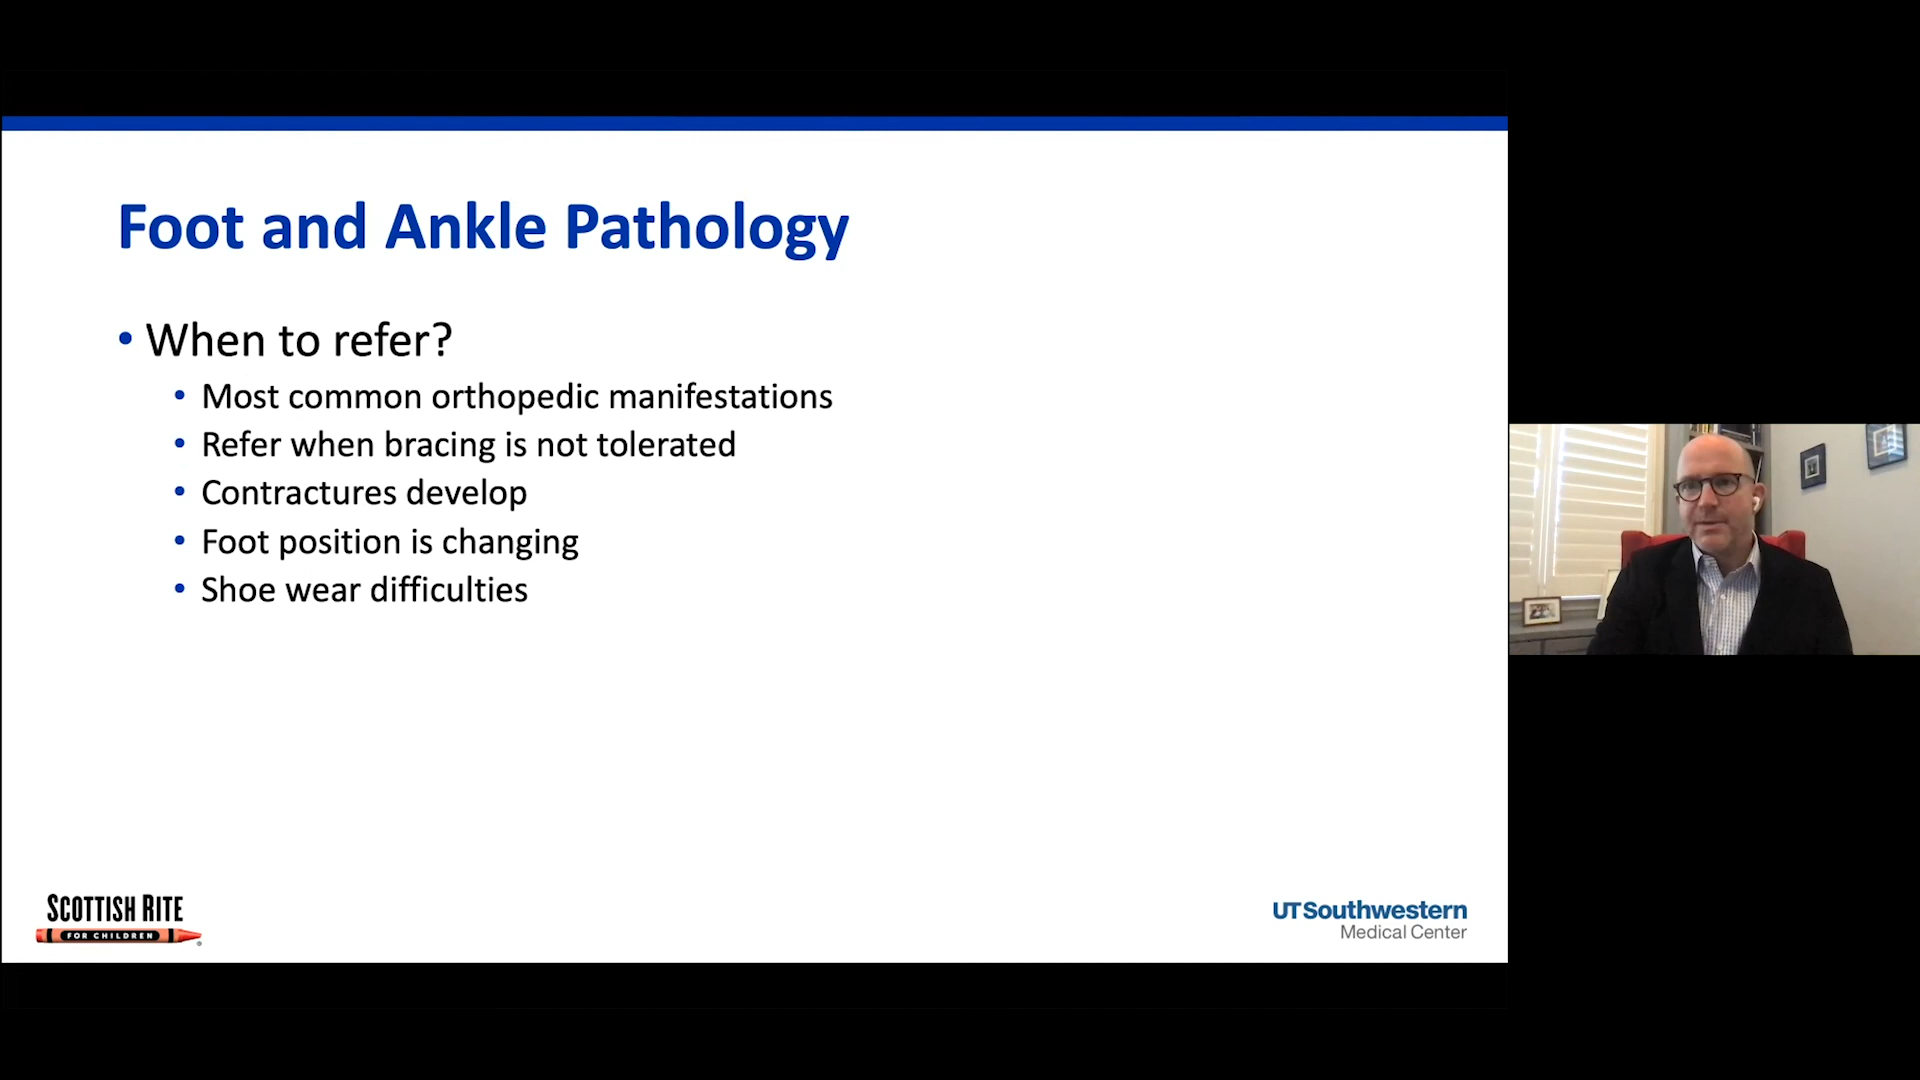 Foot and Ankle Pathology
• When to refer?
• Most common orthopedic manifestations
• Refer when bracing is not tolerated
• Contractures develop
• Foot position is changing
• Shoe wear difficulties
SCOTTISH RITE
FOR CHILDREN
®
UTSouthwestern
Medical Center